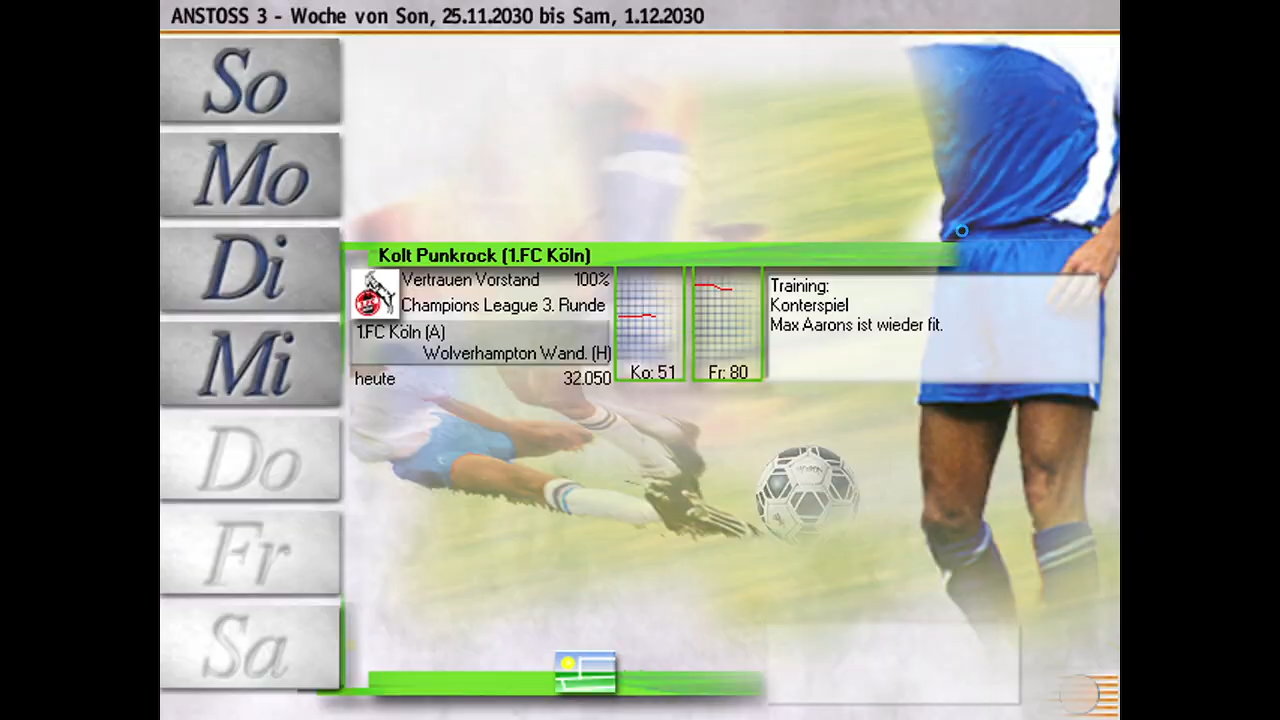 ANSTOSS 3 - Woche von Son, 25.11.2030 bis Sam, 1.12.2030
So
Mo
Di
Mi
Do
Fr
Sa
Kolt Punkrock (1.FC Köln)
Vertrauen Vorstand 100%
Champions League 3. Runde
1.FC Köln (A)
Wolverhampton Wand. (H)
heute 32.050
Ko: 51
Fr: 80
Training:
Konterspiel
Max Aarons ist wieder fit.